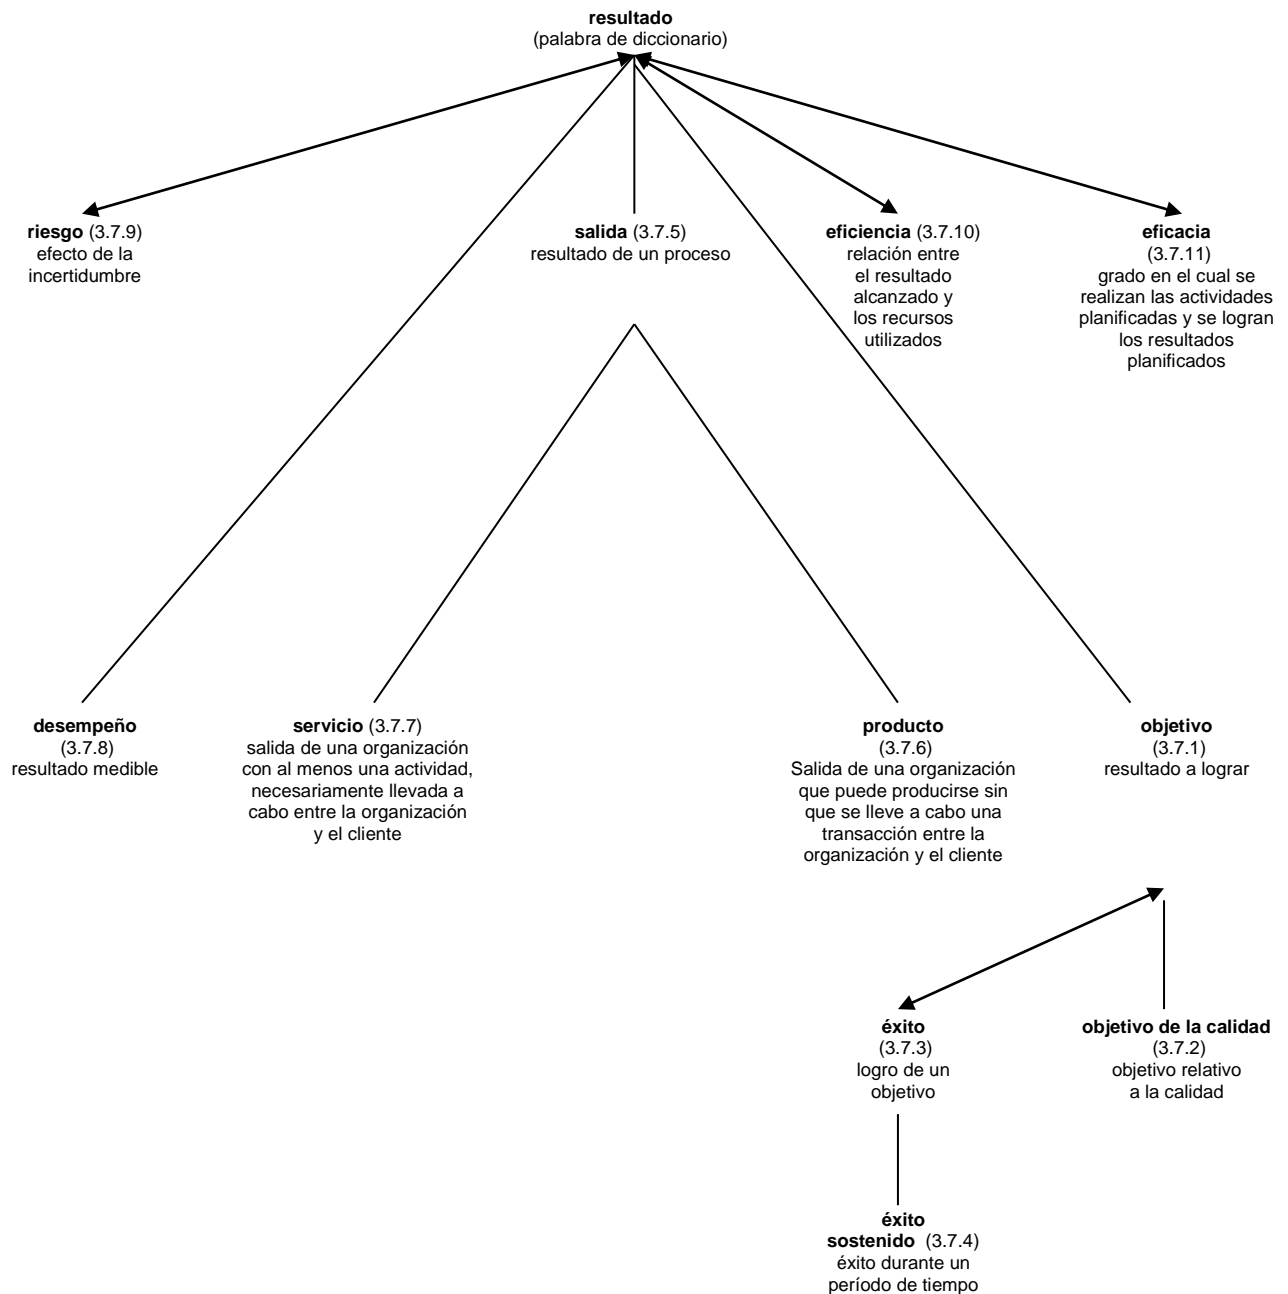 resultado
(palabra de diccionario)
riesgo (3.7.9)
efecto de la
incertidumbre
salida (3.7.5)
resultado de un proceso
eficiencia (3.7.10)
relación entre
el resultado
alcanzado y
los recursos
utilizados
eficacia
(3.7.11)
grado en el cual se
realizan las actividades
planificadas y se logran
los resultados
planificados
desempeño
(3.7.8)
resultado medible
servicio (3.7.7)
salida de una organización
con al menos una actividad,
necesariamente llevada a
cabo entre la organización
y el cliente
producto
(3.7.6)
Salida de una organización
que puede producirse sin
que se lleve a cabo una
transacción entre la
organización y el cliente
objetivo
(3.7.1)
resultado a lograr
éxito
(3.7.3)
logro de un
objetivo
objetivo de la calidad
(3.7.2)
objetivo relativo
a la calidad
éxito
sostenido (3.7.4)
éxito durante un
período de tiempo